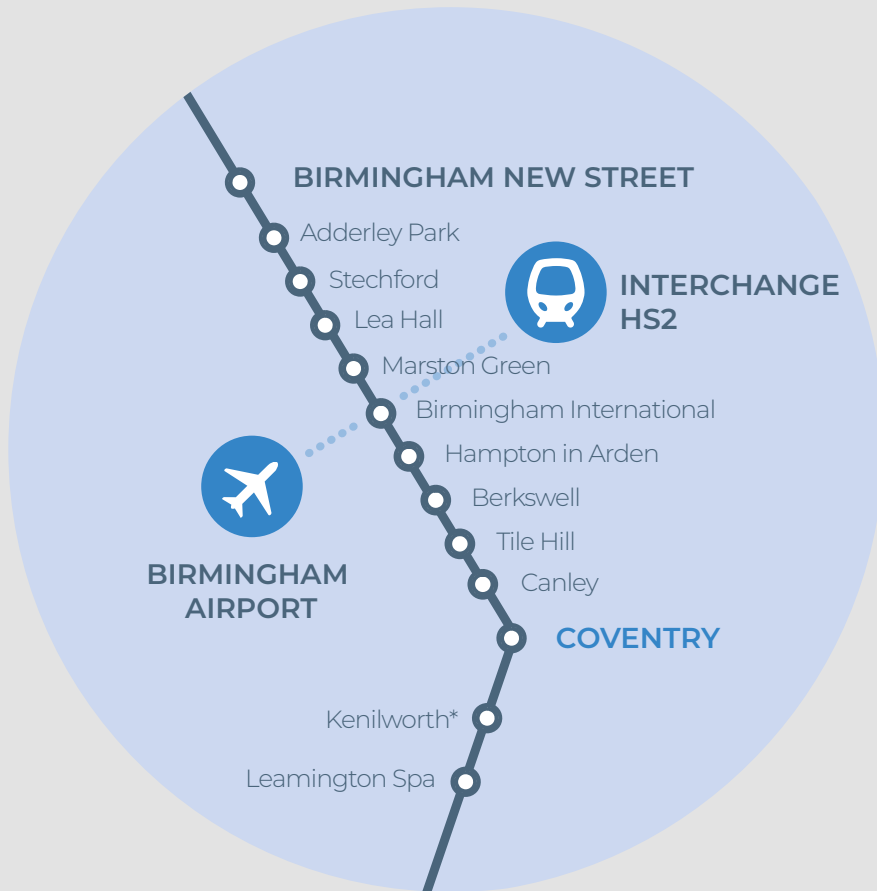 BIRMINGHAM NEW STREET
Adderley Park
Stechford
INTERCHANGE
HS2
Lea Hall
Marston Green
Birmingham International
Hampton in Arden
Berkswell
Tile Hill
BIRMINGHAM
AIRPORT
Canley
COVENTRY
Kenilworth*
Leamington Spa